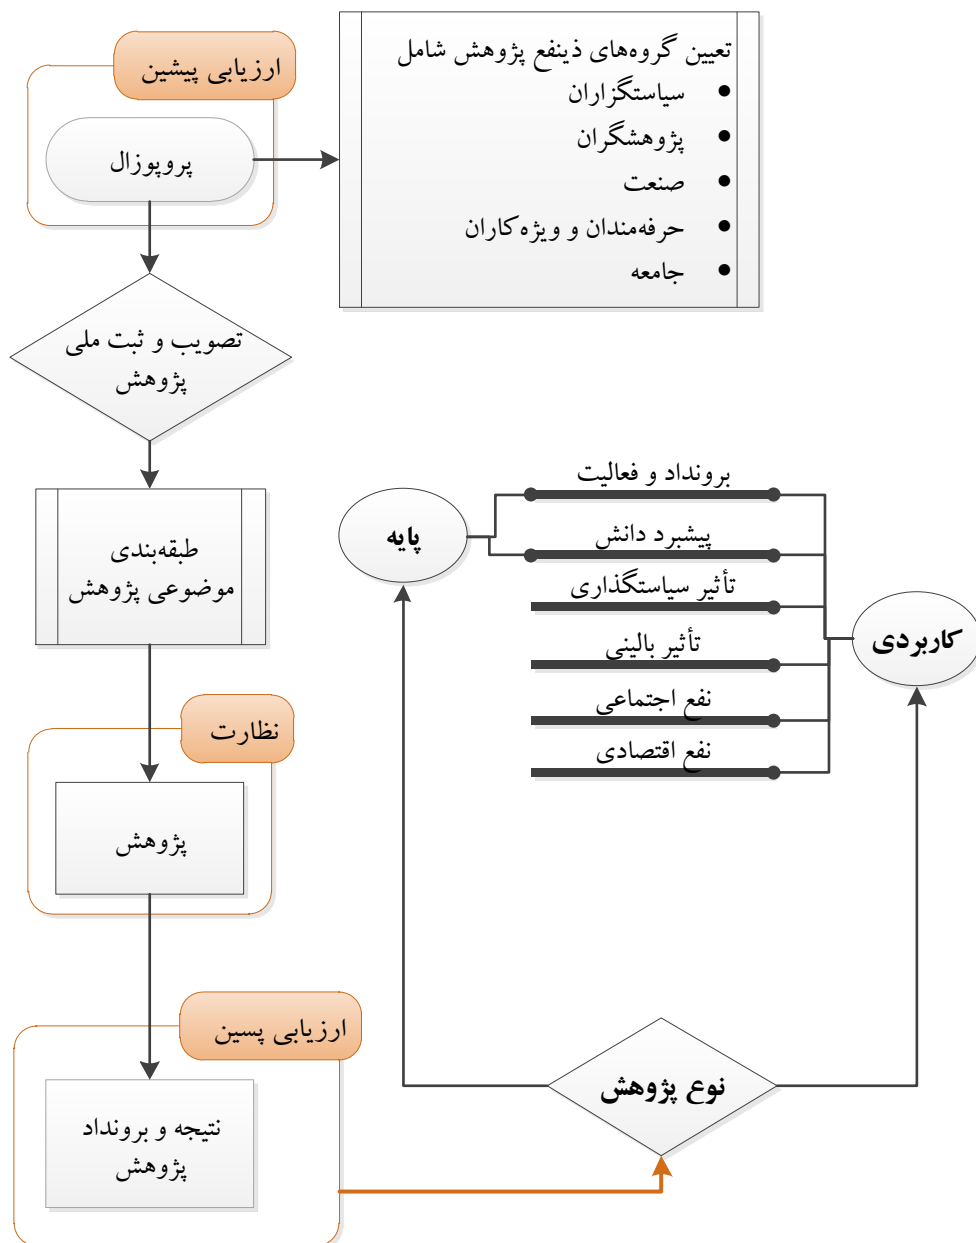 ارزیابی پیشین
پروپوزال
تعیین گروه‌های ذینفع پژوهش شامل
• سیاستگزاران
• پژوهشگران
• صنعت
• حرفه‌مندان و ویژه‌کاران
• جامعه
تصویب و ثبت ملی
پژوهش
طبقه‌بندی
موضوعی پژوهش
نظارت
پژوهش
ارزیابی پسین
نتیجه و برونداد
پژوهش
نوع پژوهش
پایه
کاربردی
برونداد و فعالیت
پیشبرد دانش
تأثیر سیاستگذاری
تأثیر بالینی
نفع اجتماعی
نفع اقتصادی